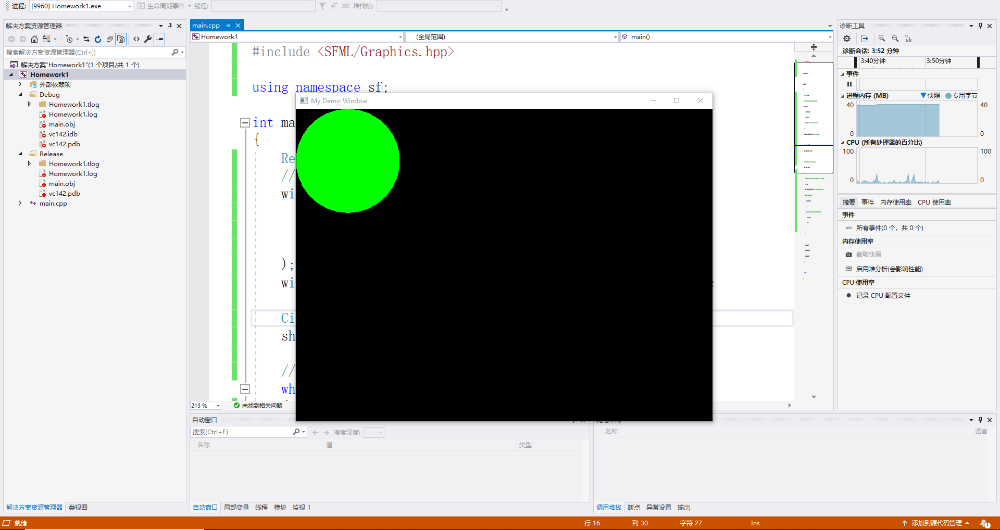 进程: [9960] Homework1.exe 生命周期事件 线程: 堆栈帧:
解决方案资源管理器
搜索解决方案资源管理器(Ctrl+;)
解决方案"Homework1"(1 个项目/共 1 个)
Homework1
外部依赖项
Debug
Homework1.tlog
Homework1.log
main.obj
vc142.idb
vc142.pdb
Release
Homework1.tlog
Homework1.log
main.obj
vc142.pdb
main.cpp
解决方案资源管理器 类视图
main.cpp
Homework1 (全局范围) main()
#include <SFML/Graphics.hpp>
using namespace sf;
int ma
{
Re
//
wi
);
wi
Ci
sh
//
wh
My Demo Window
213 % 未找到相关问题
自动窗口
搜索(Ctrl+E) 搜索深度:
名称 值 类型
自动窗口 局部变量 线程 模块 监视 1
调用堆栈
名称 语言
调用堆栈 断点 异常设置 输出
诊断工具
诊断会话: 3:52 分钟
3:40分钟 3:50分钟
事件
进程内存 (MB) 快照 专用字节
40 40
0 0
CPU (所有处理器的百分比)
100 100
0 0
摘要 事件 内存使用率 CPU 使用率
事件
所有事件(0 个，共 0 个)
内存使用率
截取快照
启用堆分析(会影响性能)
CPU 使用率
记录 CPU 配置文件
就绪 行 16 列 30 字符 27 Ins 添加到源代码管理 1